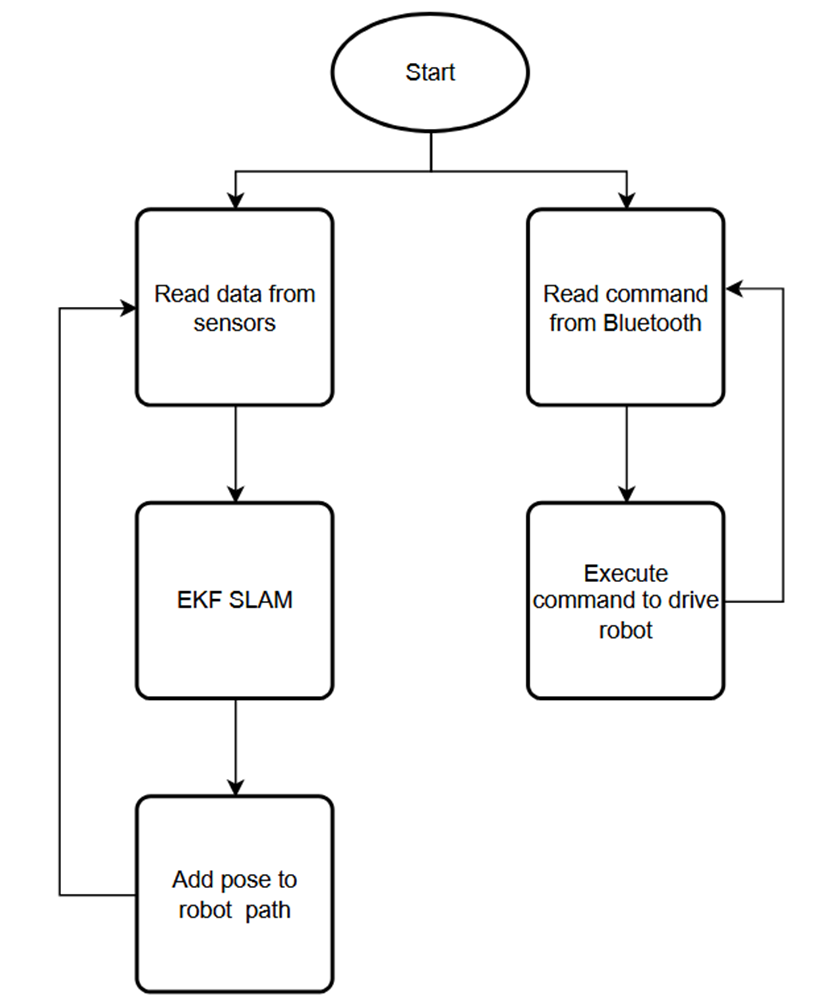 Start
Read data from
sensors
Read command
from Bluetooth
EKF SLAM
Execute
command to drive
robot
Add pose to
robot  path